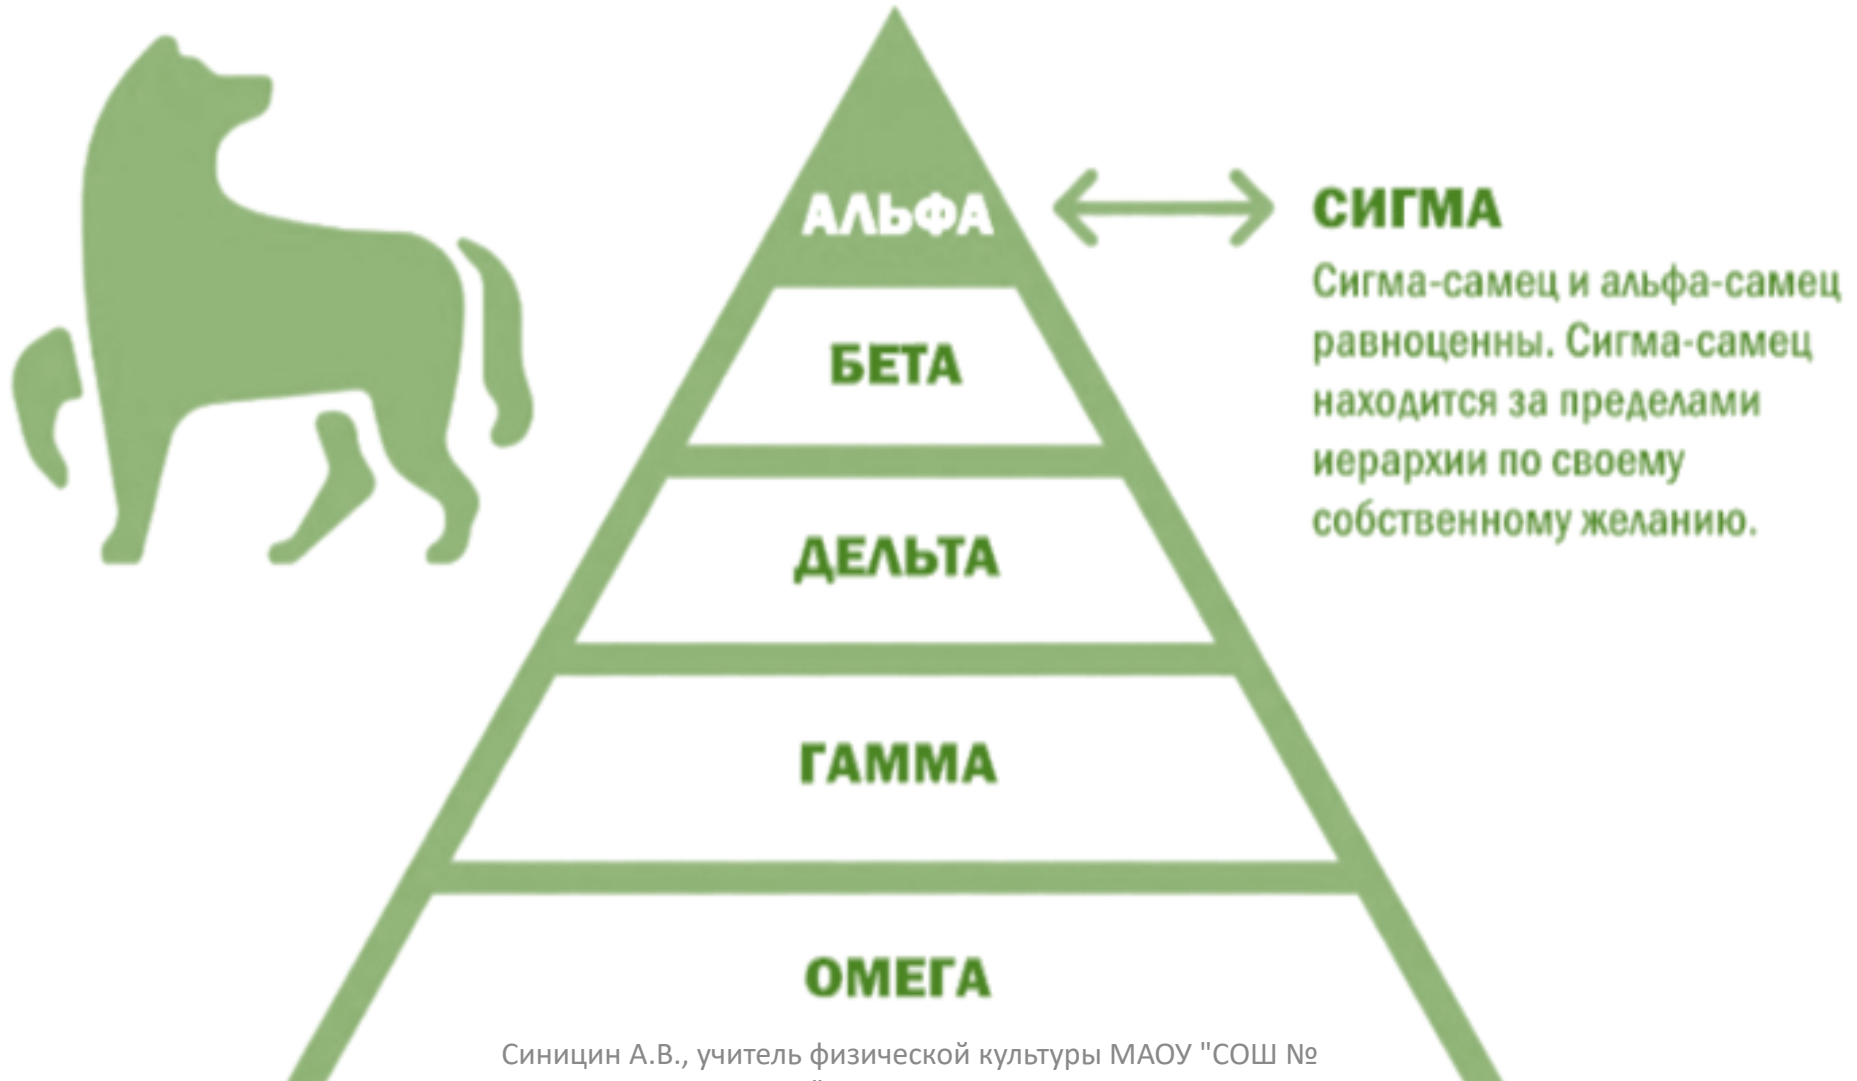 АЛЬФА
СИГМА
Сигма-самец и альфа-самец
равноценны. Сигма-самец
находится за пределами
иерархии по своему
собственному желанию.
БЕТА
ДЕЛЬТА
ГАММА
ОМЕГА
Синицин А.В., учитель физической культуры МАОУ "СОШ №